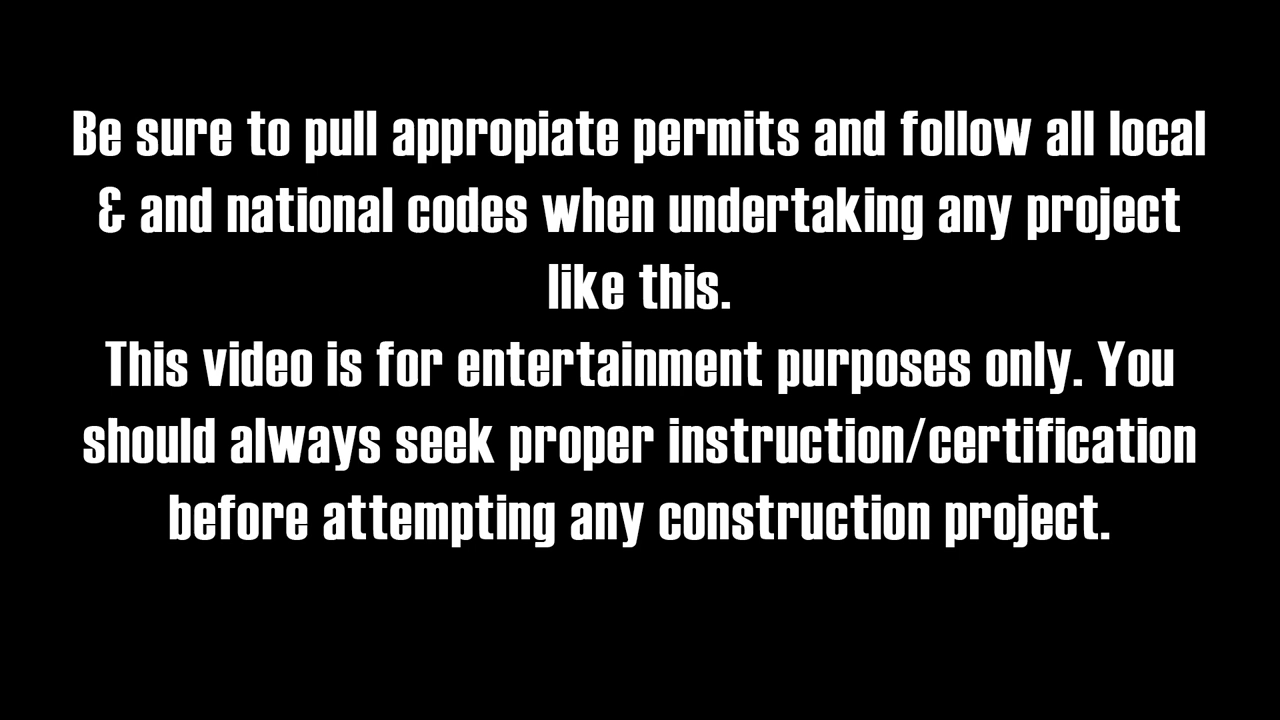 Be sure to pull appropiate permits and follow all local
& and national codes when undertaking any project
like this.
This video is for entertainment purposes only. You
should always seek proper instruction/certification
before attempting any construction project.